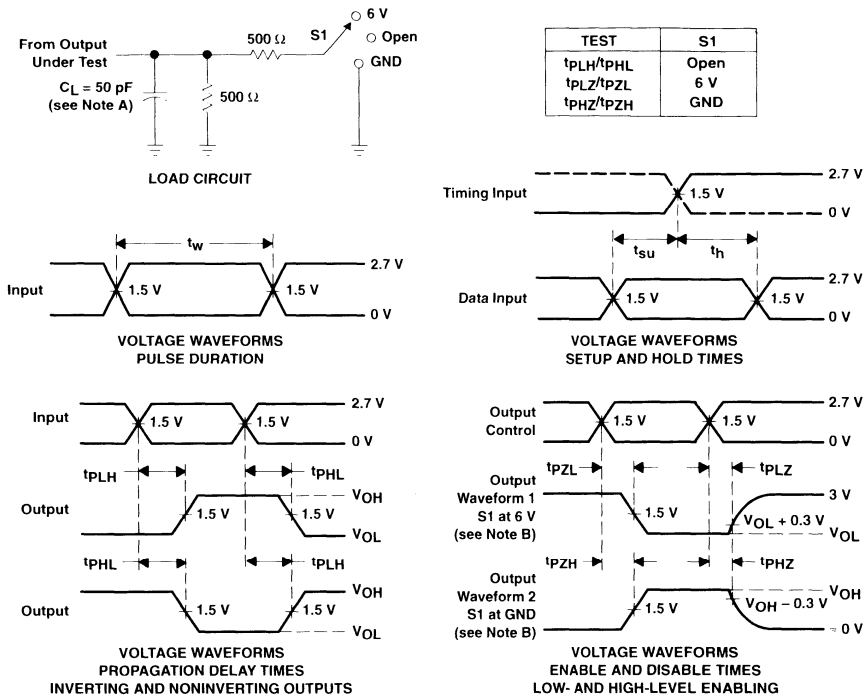 From Output
Under Test
CL = 50 pF
(see Note A)
500 Ω
500 Ω
S1
6 V
Open
GND
LOAD CIRCUIT
TEST S1
tPLH/tPHL Open
tPLZ/tPZL 6 V
tPHZ/tPZH GND
Timing Input
1.5 V
2.7 V
0 V
tsu
th
Data Input
1.5 V
1.5 V
2.7 V
0 V
VOLTAGE WAVEFORMS
SETUP AND HOLD TIMES
tw
Input
1.5 V
1.5 V
2.7 V
0 V
VOLTAGE WAVEFORMS
PULSE DURATION
Input
1.5 V
1.5 V
2.7 V
0 V
tPLH
tPHL
Output
1.5 V
1.5 V
VOH
VOL
tPHL
tPLH
Output
1.5 V
1.5 V
VOH
VOL
VOLTAGE WAVEFORMS
PROPAGATION DELAY TIMES
INVERTING AND NONINVERTING OUTPUTS
Output
Control
1.5 V
1.5 V
2.7 V
0 V
tPZL
tPLZ
Output
Waveform 1
S1 at 6 V
(see Note B)
1.5 V
3 V
VOL + 0.3 V
VOL
tPZH
tPHZ
Output
Waveform 2
S1 at GND
(see Note B)
1.5 V
VOH
VOH − 0.3 V
≈ 0 V
VOLTAGE WAVEFORMS
ENABLE AND DISABLE TIMES
LOW- AND HIGH-LEVEL ENABLING